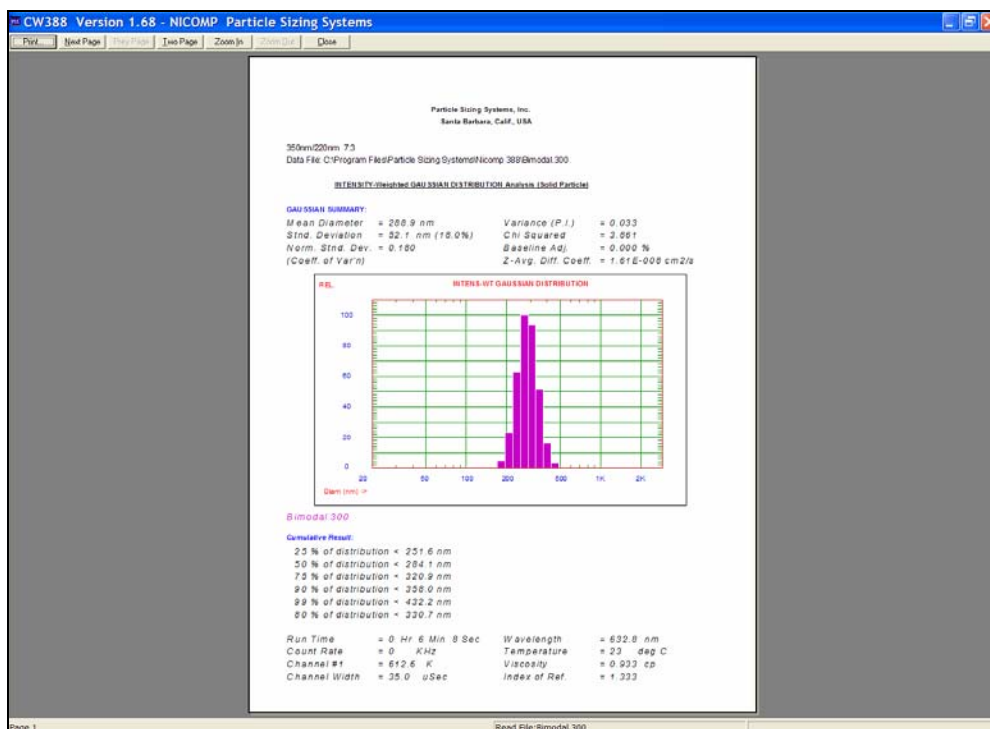 CW388 Version 1.68 - NICOMP Particle Sizing Systems
Print... Next Page Prev Page Two Page Zoom In Zoom Out Close
Particle Sizing Systems, Inc.
Santa Barbara, Calif., USA
350nm/220nm 7:3
Data File: C:\Program Files\Particle Sizing Systems\Nicomp 388\Bimodal.300
INTENSITY-Weighted GAUSSIAN DISTRIBUTION Analysis (Solid Particle)
GAUSSIAN SUMMARY:
Mean Diameter = 288.9 nm Variance (P.I.) = 0.033
Stnd. Deviation = 52.1 nm (18.0%) Chi Squared = 3.661
Norm. Stnd. Dev. = 0.180 Baseline Adj. = 0.000 %
(Coeff. of Var'n) Z-Avg. Diff. Coeff. = 1.61E-008 cm2/s
REL. INTENS-WT GAUSSIAN DISTRIBUTION
100
80
60
40
20
0
20 50 100 200 500 1K 2K
Diam (nm) ->
Bimodal.300
Cumulative Result:
25 % of distribution < 251.6 nm
50 % of distribution < 284.1 nm
75 % of distribution < 320.9 nm
90 % of distribution < 358.0 nm
99 % of distribution < 432.2 nm
80 % of distribution < 330.7 nm
Run Time = 0 Hr 6 Min 8 Sec Wavelength = 632.8 nm
Count Rate = 0 KHz Temperature = 23 deg C
Channel #1 = 612.6 K Viscosity = 0.933 cp
Channel Width = 35.0 uSec Index of Ref. = 1.333
Page 1 Read File:Bimodal.300